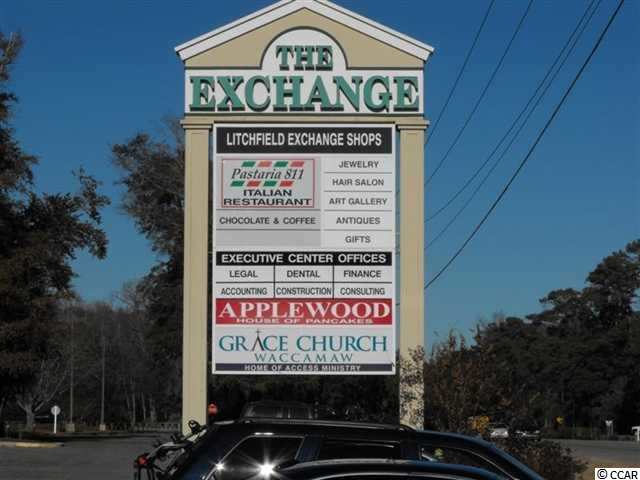 THE
EXCHANGE
LITCHFIELD EXCHANGE SHOPS
Pastaria 811
ITALIAN
RESTAURANT
CHOCOLATE & COFFEE
JEWELRY
HAIR SALON
ART GALLERY
ANTIQUES
GIFTS
EXECUTIVE CENTER OFFICES
LEGAL DENTAL FINANCE
ACCOUNTING CONSTRUCTION CONSULTING
APPLEWOOD
HOUSE OF PANCAKES
GRACE CHURCH
WACCAMAW
HOME OF ACCESS MINISTRY
© CCAR